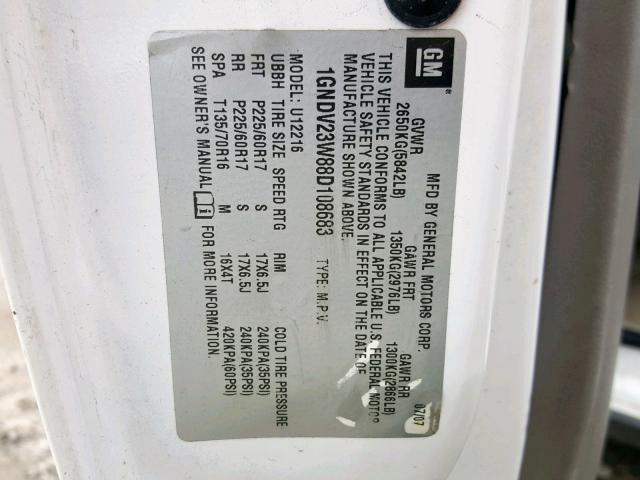 GM
MFD BY GENERAL MOTORS CORP. 07/07
GVWR GAWR FRT GAWR RR
2650KG(5842LB) 1350KG(2976LB) 1300KG(2866LB)
THIS VEHICLE CONFORMS TO ALL APPLICABLE U.S. FEDERAL MOTOR
VEHICLE SAFETY STANDARDS IN EFFECT ON THE DATE OF
MANUFACTURE SHOWN ABOVE.
1GNDV23W88D108683 TYPE: M.P.V.
MODEL: U12216
UBBH TIRE SIZE SPEED RTG RIM COLD TIRE PRESSURE
FRT P225/60R17 S 17X6.5J 240KPA(35PSI)
RR P225/60R17 S 17X6.5J 240KPA(35PSI)
SPA T135/70R16 M 16X4T 420KPA(60PSI)
SEE OWNER'S MANUAL FOR MORE INFORMATION.